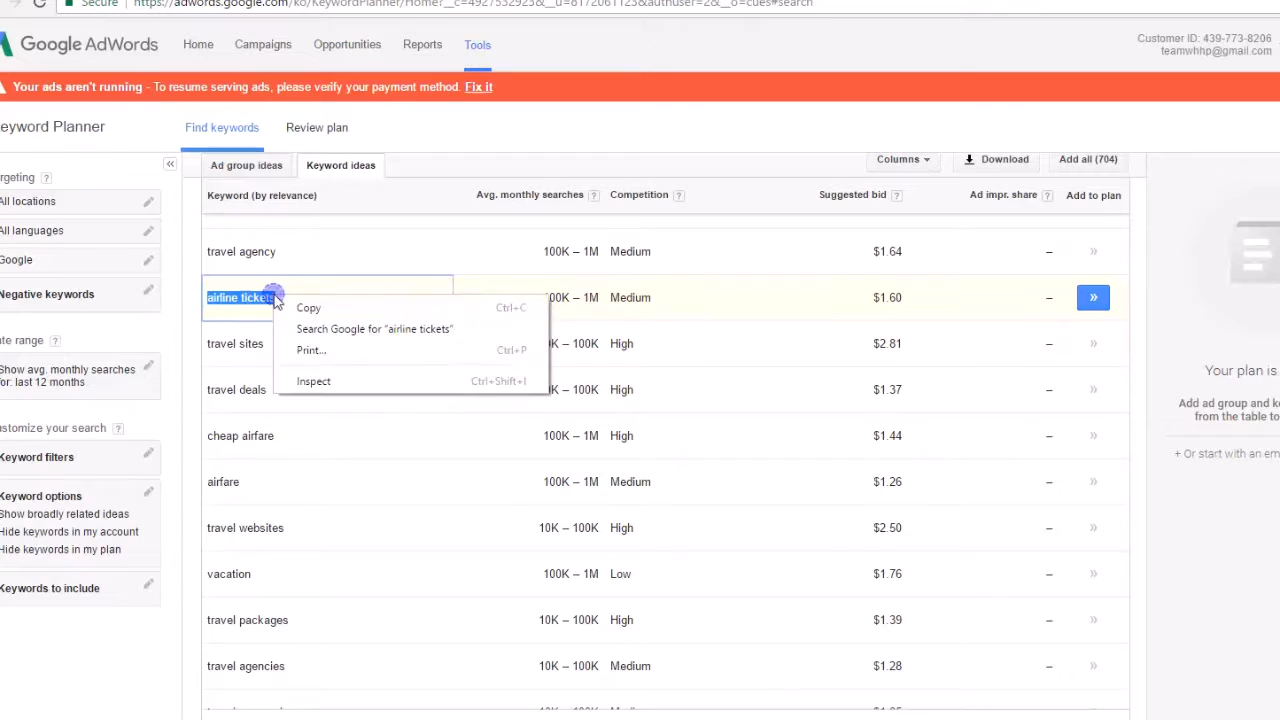 Secure https://adwords.google.com/ko/KeywordPlanner/Home?__c=4927532923&__u=8172061123&authuser=2&__o=cues#search
Google AdWords Home Campaigns Opportunities Reports Tools
Customer ID: 439-773-8206
teamwhhp@gmail.com
Your ads aren't running - To resume serving ads, please verify your payment method. Fix it
eyword Planner
Find keywords Review plan
«
Ad group ideas Keyword ideas Columns Download Add all (704)
rgeting ?
All locations
All languages
Google
Negative keywords
ate range ?
Show avg. monthly searches
for: last 12 months
ustomize your search ?
Keyword filters
Keyword options
Show broadly related ideas
Hide keywords in my account
Hide keywords in my plan
Keywords to include
Keyword (by relevance) Avg. monthly searches ? Competition ? Suggested bid ? Ad impr. share ? Add to plan
travel agency 100K – 1M Medium $1.64 – »
airline tickets 00K – 1M Medium $1.60 – »
travel sites K – 100K High $2.81 – »
travel deals K – 100K High $1.37 – »
cheap airfare 100K – 1M High $1.44 – »
airfare 100K – 1M Medium $1.26 – »
travel websites 10K – 100K High $2.50 – »
vacation 100K – 1M Low $1.76 – »
travel packages 10K – 100K High $1.39 – »
travel agencies 10K – 100K Medium $1.28 – »
Copy Ctrl+C
Search Google for "airline tickets"
Print... Ctrl+P
Inspect Ctrl+Shift+I
Your plan is
Add ad group and ke
from the table to
+ Or start with an em